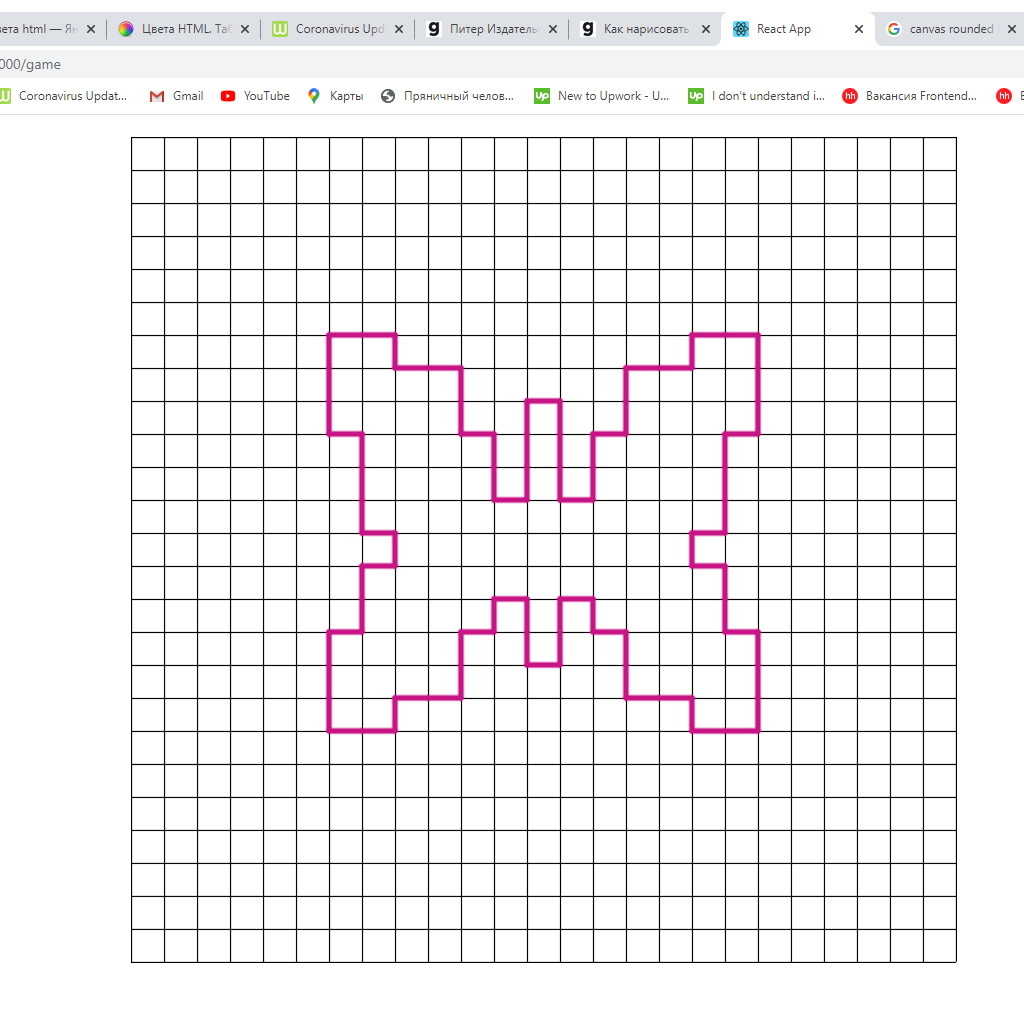 вета html — Ян
Цвета HTML. Таб
Coronavirus Upd
Питер Издатель
Как нарисовать
React App
canvas rounded
000/game
Coronavirus Updat...
Gmail
YouTube
Карты
Пряничный челов...
New to Upwork - U...
I don't understand i...
Вакансия Frontend...